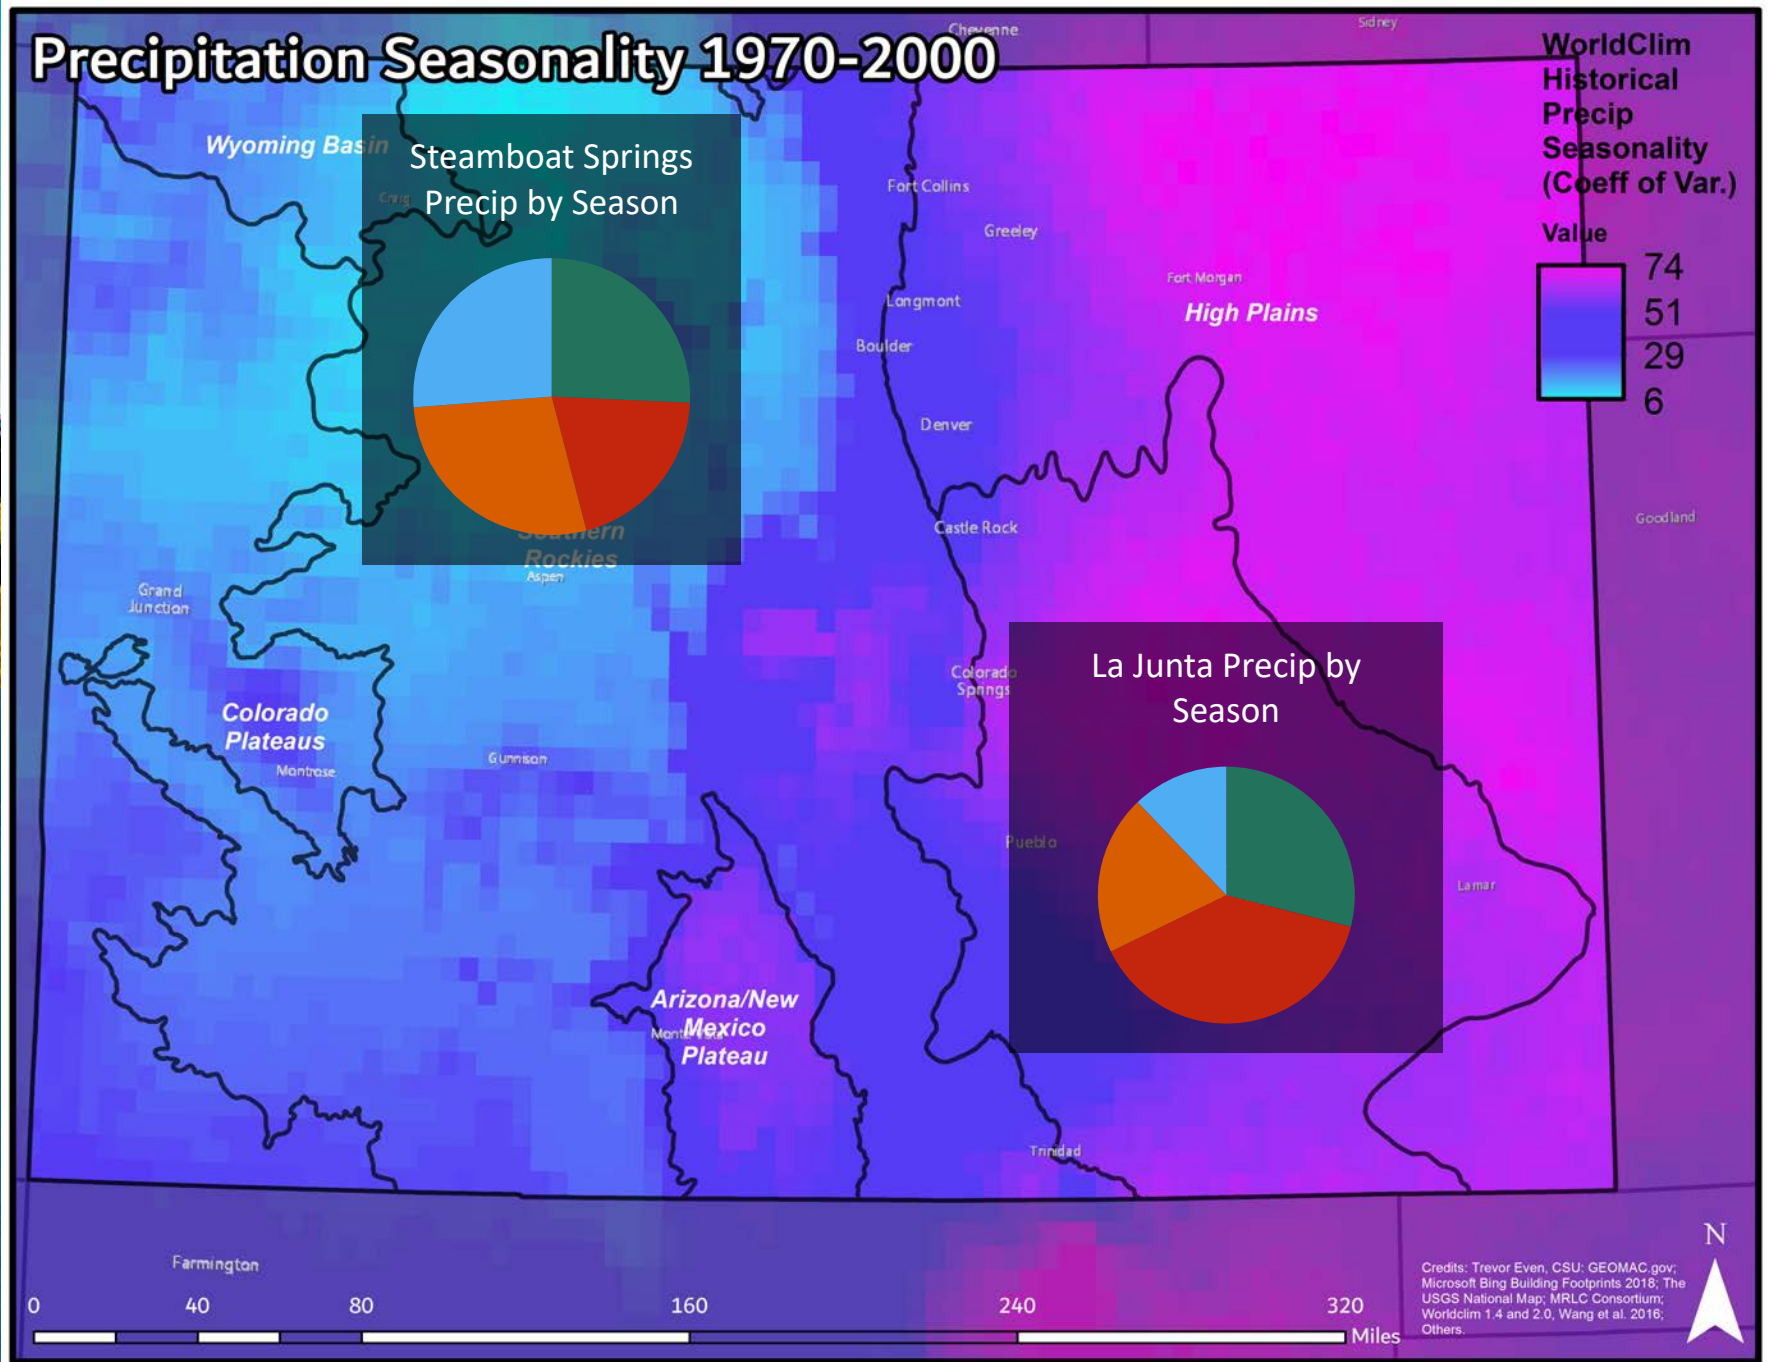 Precipitation Seasonality 1970-2000
Cheyenne
Sidney
WorldClim
Historical
Precip
Seasonality
(Coeff of Var.)
Value
74
51
29
6
Wyoming Basin
Craig
Steamboat Springs
Precip by Season
Fort Collins
Greeley
Fort Morgan
High Plains
Longmont
Boulder
Denver
Castle Rock
Goodland
Southern
Rockies
Aspen
Grand
Junction
Colorado
Springs
La Junta Precip by
Season
Colorado
Plateaus
Montrose
Gunnison
Pueblo
Lamar
Arizona/New
Mexico
Plateau
Monte Vista
Trinidad
Farmington
0 40 80 160 240 320
Miles
N
Credits: Trevor Even, CSU: GEOMAC.gov;
Microsoft Bing Building Footprints 2018; The
USGS National Map; MRLC Consortium;
Worldclim 1.4 and 2.0, Wang et al. 2016;
Others.